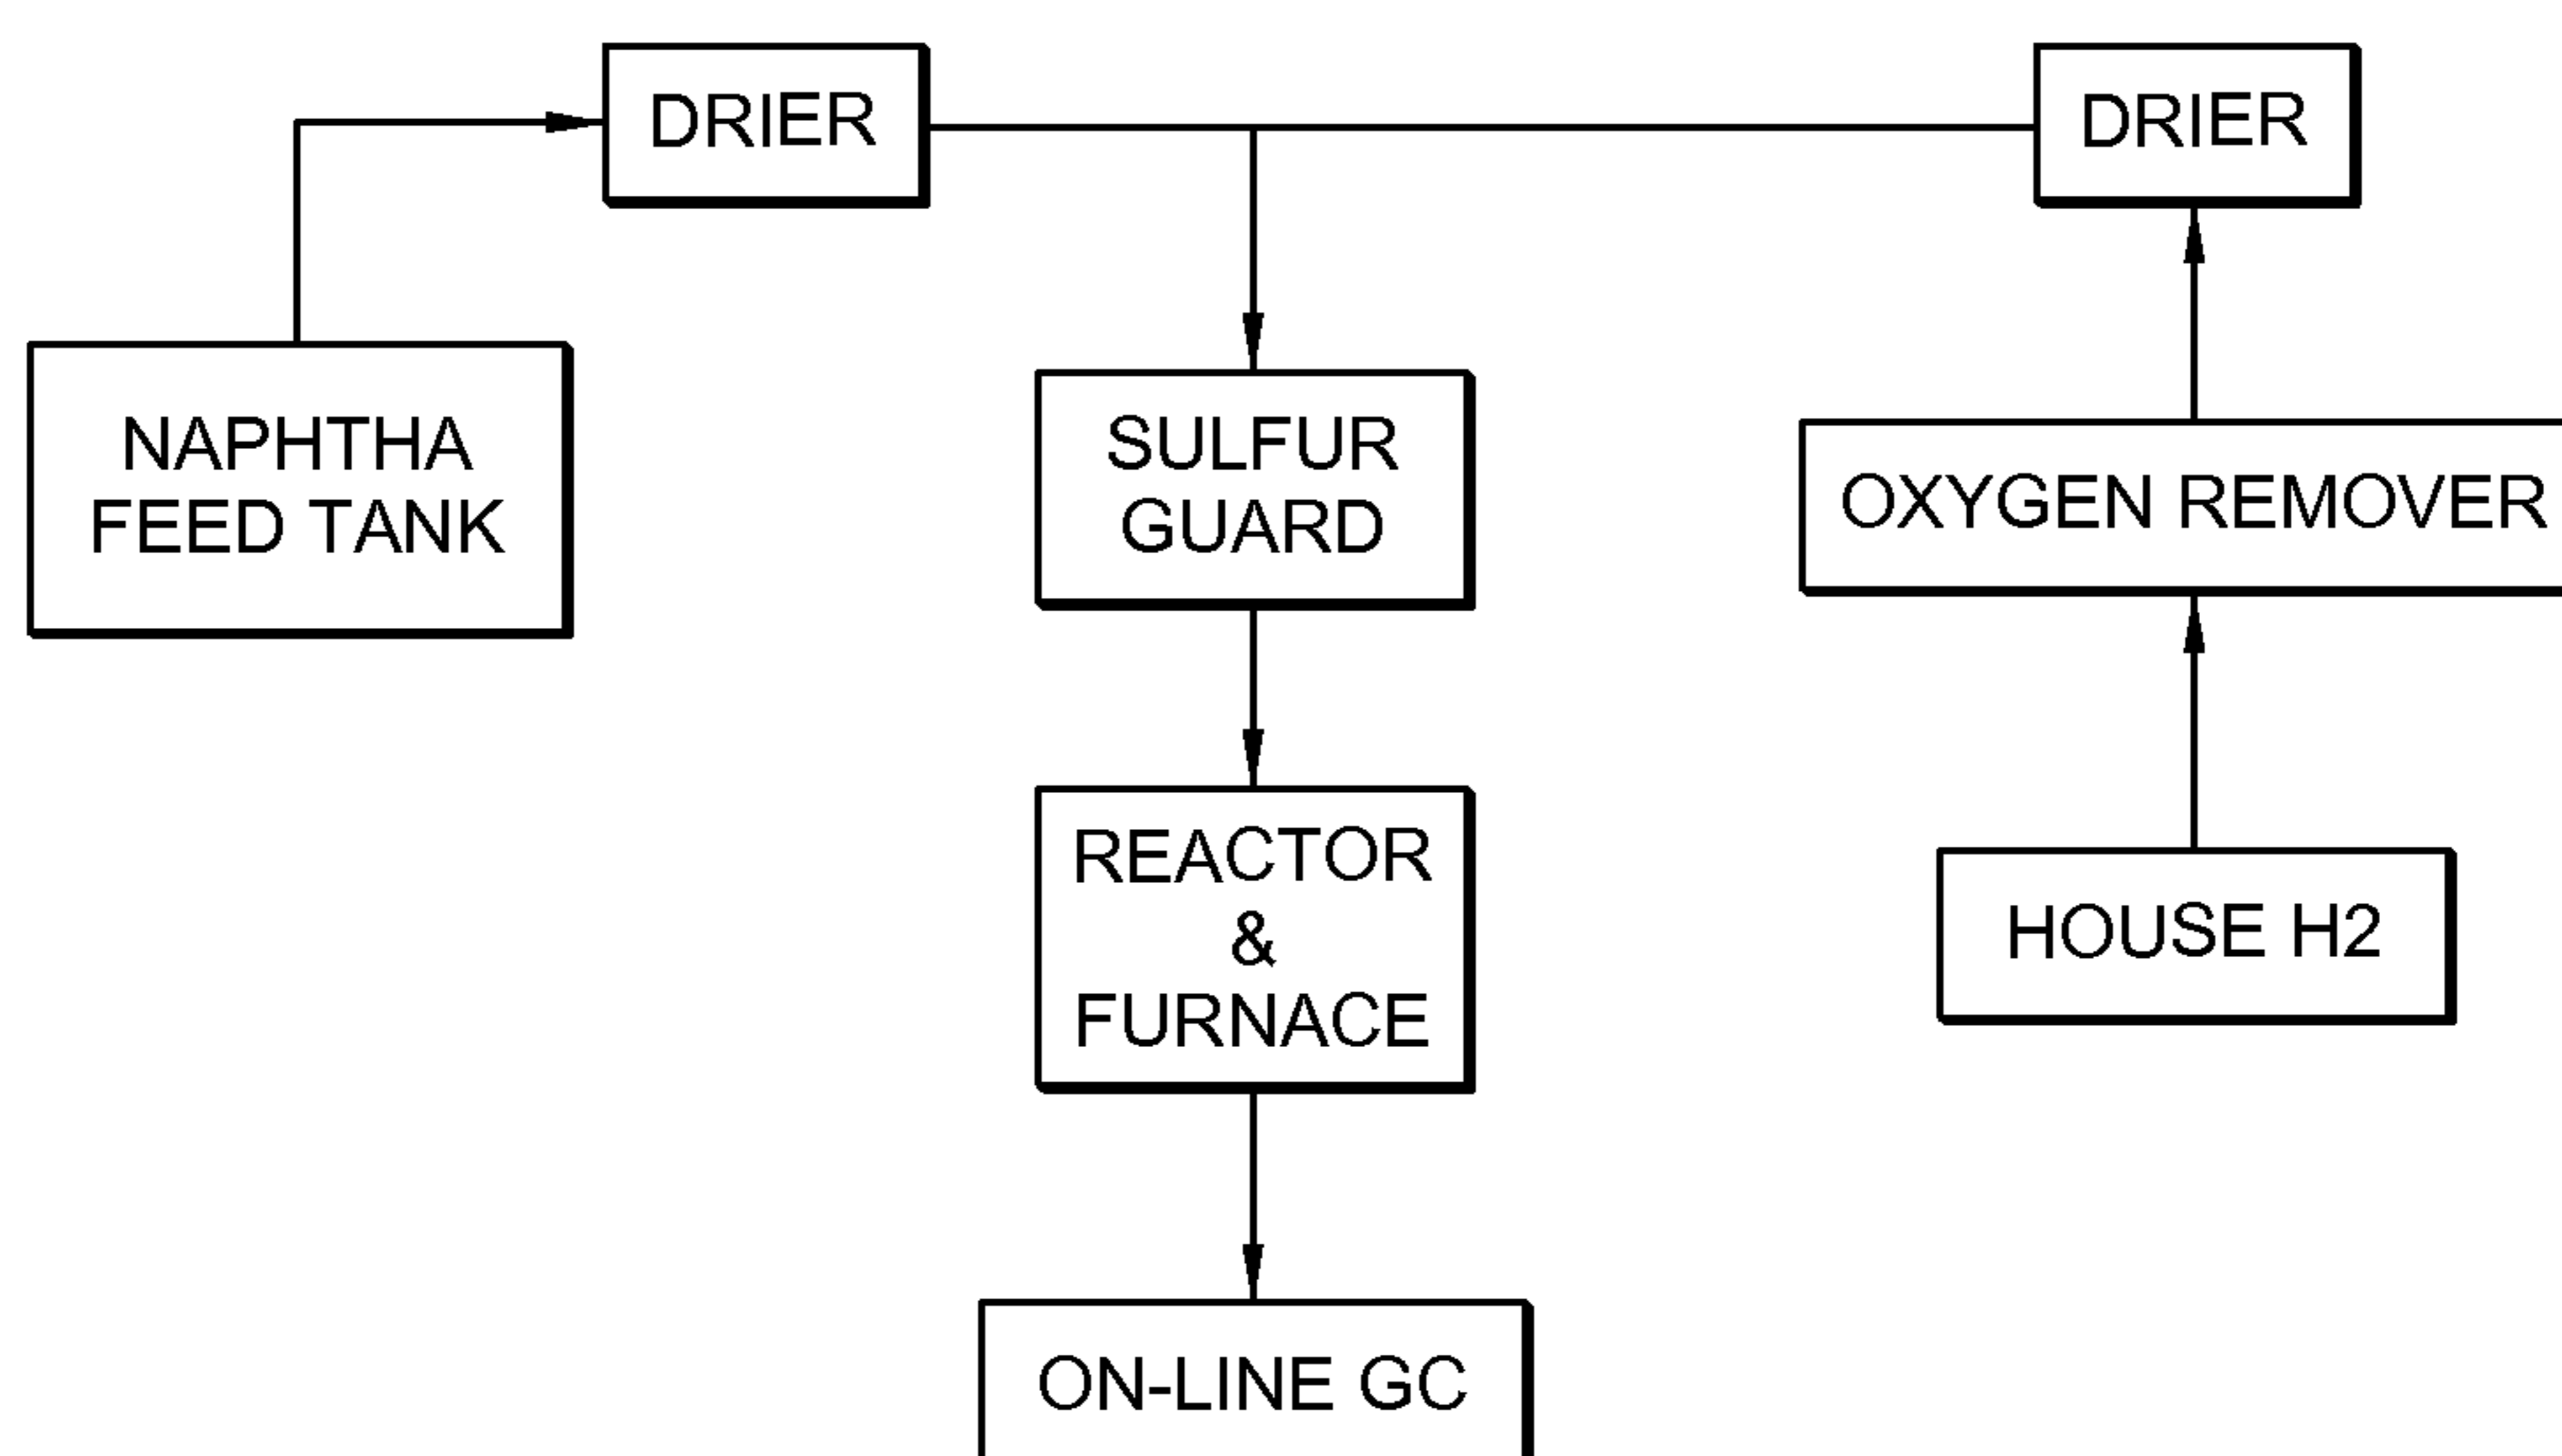 DRIER
DRIER
NAPHTHA
FEED TANK
SULFUR
GUARD
OXYGEN REMOVER
REACTOR
&
FURNACE
HOUSE H2
ON-LINE GC